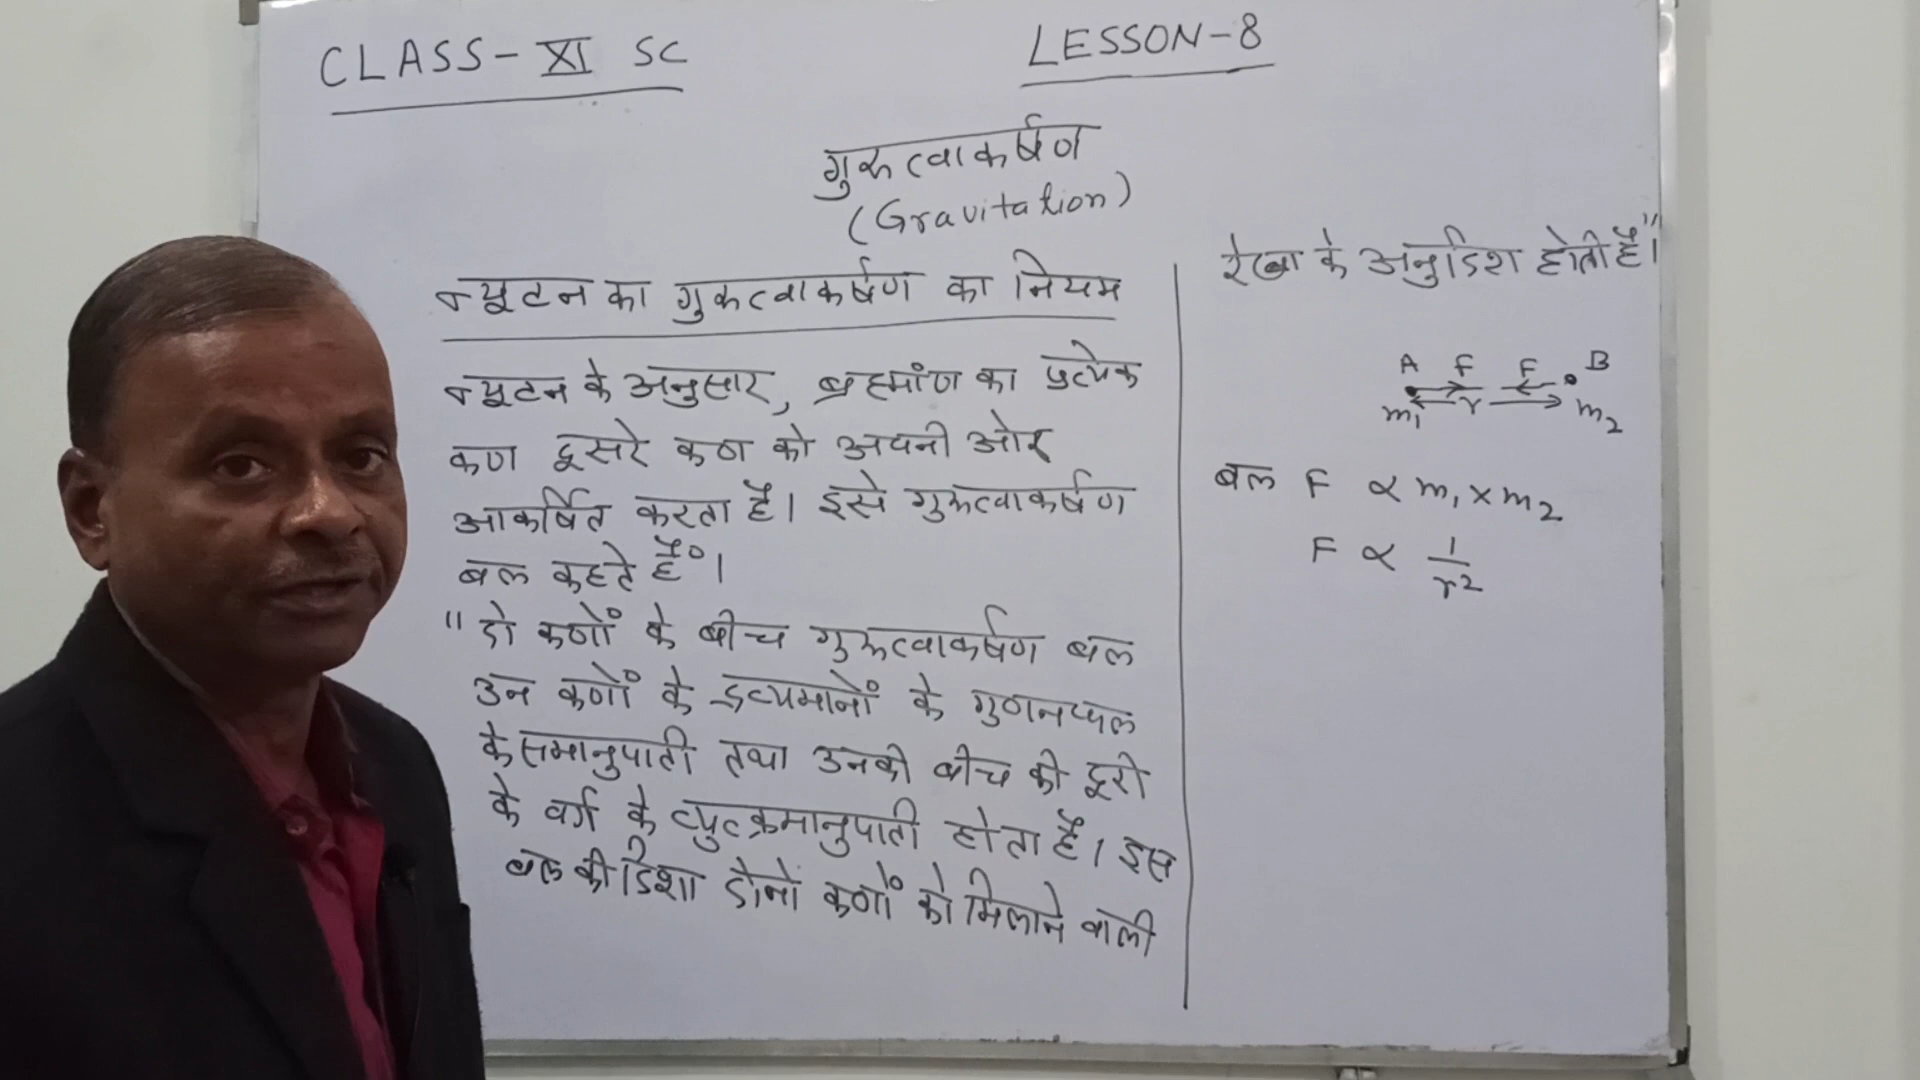 CLASS-XI SC
LESSON-8
गुरुत्वाकर्षण
(Gravitation)
न्यूटन का गुरुत्वाकर्षण का नियम
न्यूटन के अनुसार, ब्रह्मांण का प्रत्येक
कण दूसरे कण को अपनी ओर
आकर्षित करता है। इसे गुरुत्वाकर्षण
बल कहते हैं।
"दो कणों के बीच गुरुत्वाकर्षण बल
उन कणों के द्रव्यमानों के गुणनफल
के समानुपाती तथा उनकी बीच की दूरी
के वर्ग के व्युत्क्रमानुपाती होता है। इस
बल की दिशा दोनों कणों को मिलाने वाली
रेखा के अनुदिश होती है।"
A F F B
m₁ r m₂
बल F ∝ m₁ × m₂
F ∝ 1/r²